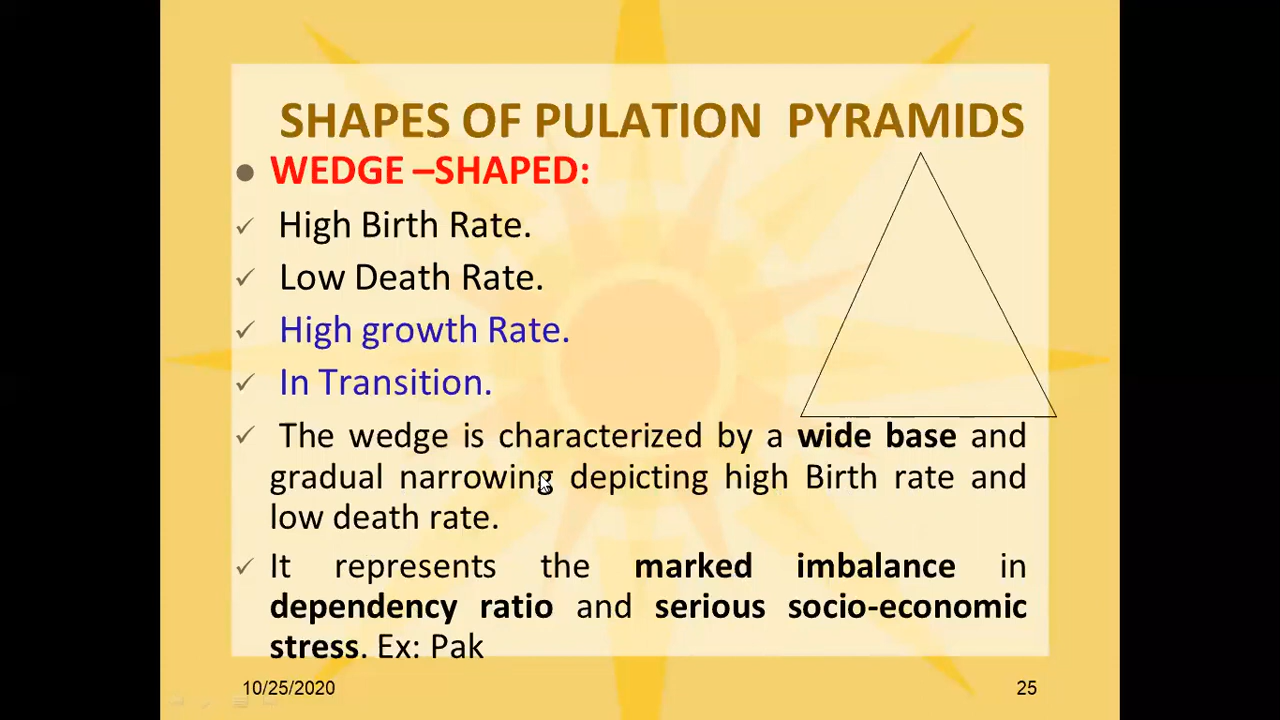 SHAPES OF PULATION PYRAMIDS
● WEDGE –SHAPED:
✓ High Birth Rate.
✓ Low Death Rate.
✓ High growth Rate.
✓ In Transition.
✓ The wedge is characterized by a wide base and
gradual narrowing depicting high Birth rate and
low death rate.
✓ It represents the marked imbalance in
dependency ratio and serious socio-economic
stress. Ex: Pak
10/25/2020 25